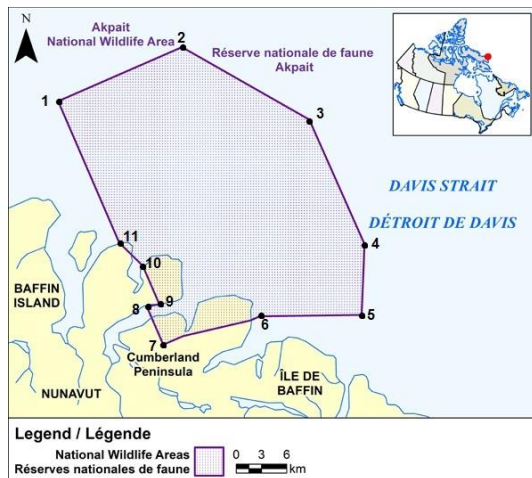 Akpait
National Wildlife Area
Réserve nationale de faune
Akpait
N
1
2
3
4
5
6
7
8
9
10
11
DAVIS STRAIT
DÉTROIT DE DAVIS
BAFFIN
ISLAND
Cumberland
Peninsula
NUNAVUT
ÎLE DE
BAFFIN
Legend / Légende
National Wildlife Areas
Réserves nationales de faune
0 3 6
km